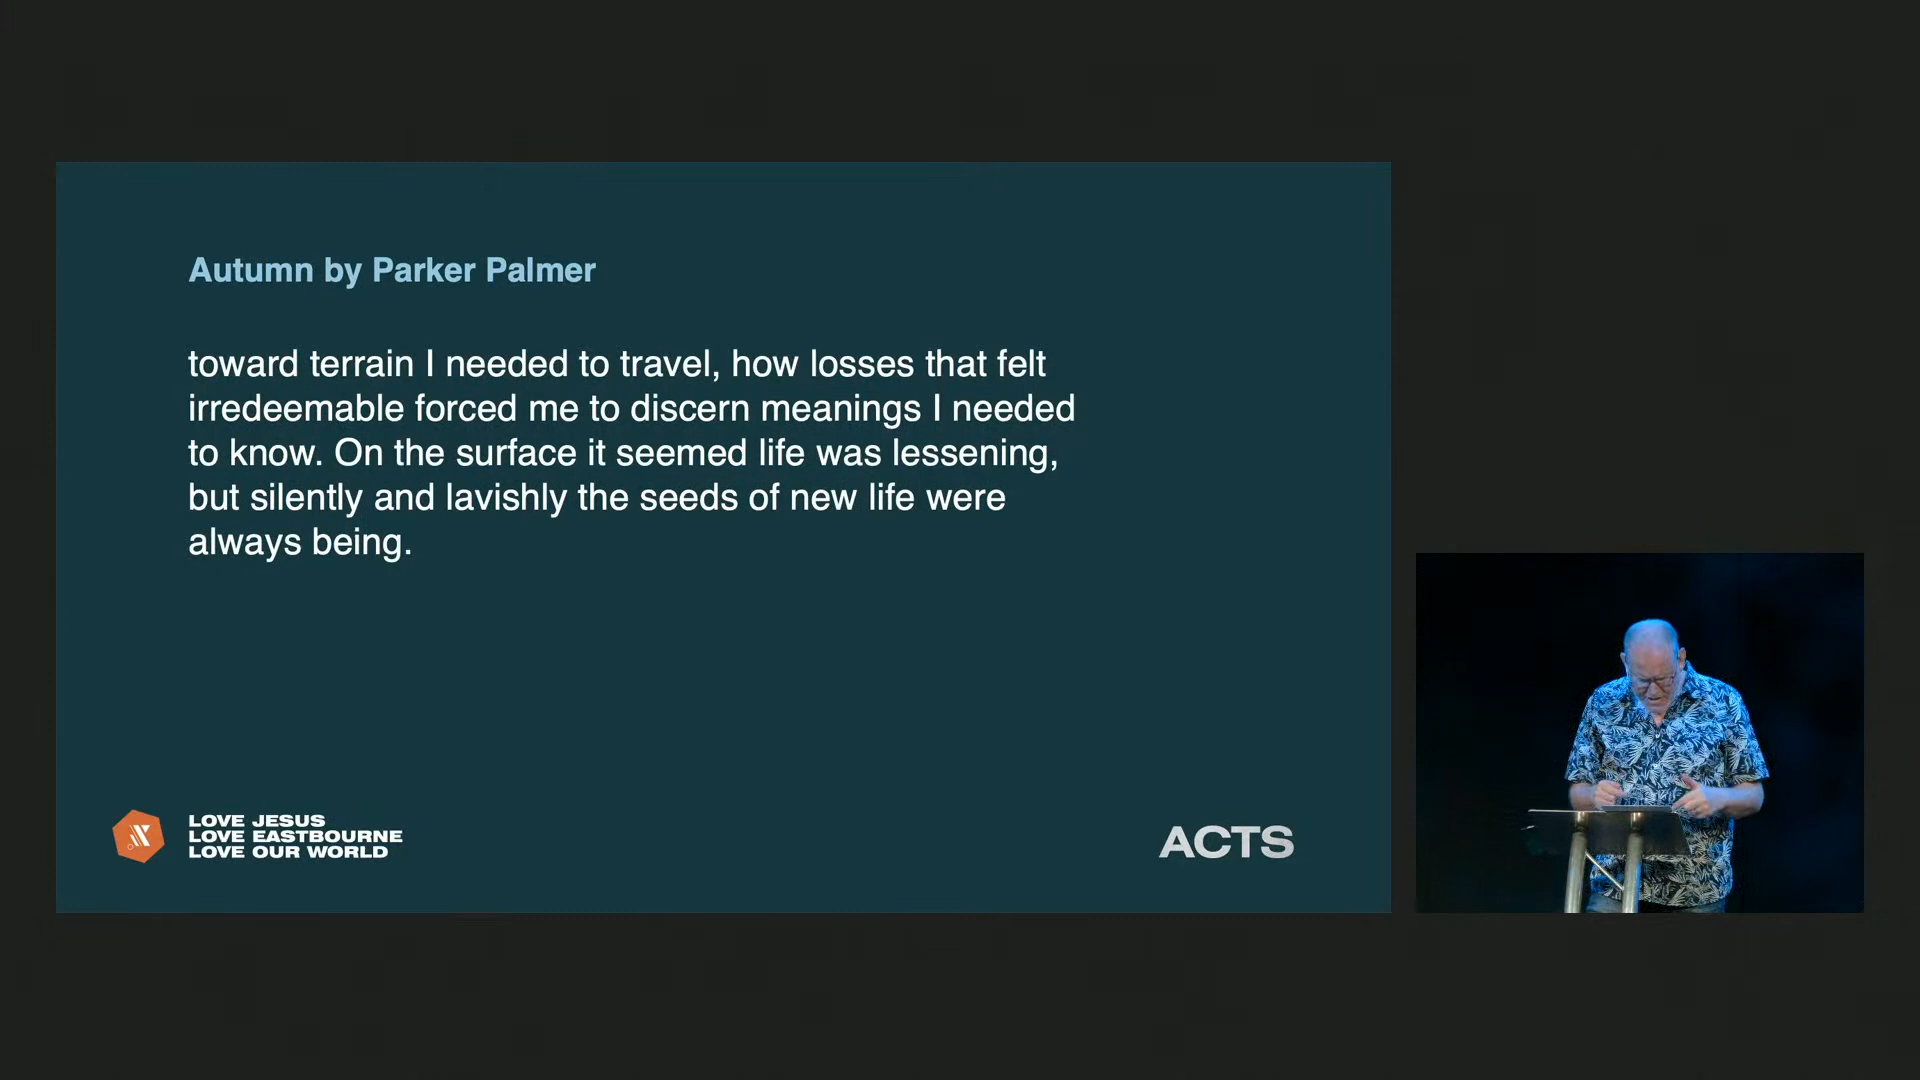 Autumn by Parker Palmer
toward terrain I needed to travel, how losses that felt
irredeemable forced me to discern meanings I needed
to know. On the surface it seemed life was lessening,
but silently and lavishly the seeds of new life were
always being.
LOVE JESUS
LOVE EASTBOURNE
LOVE OUR WORLD
ACTS